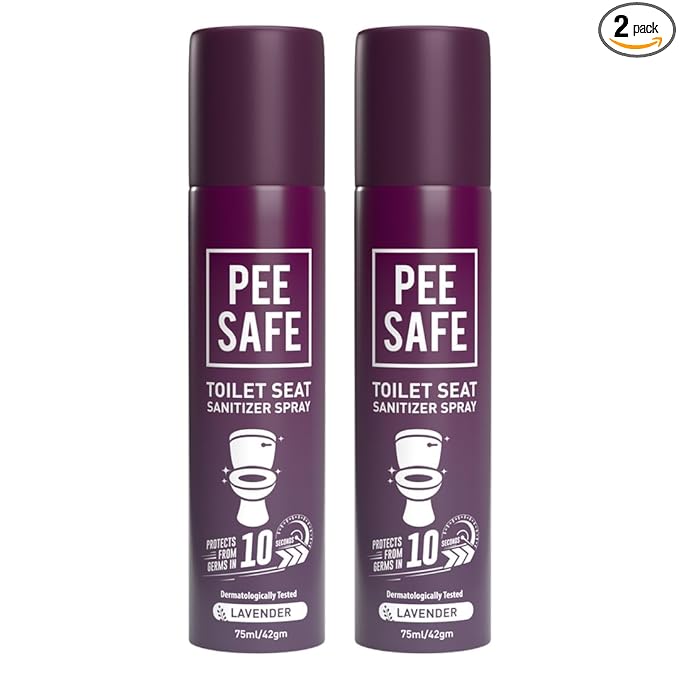 2 pack
PEE
SAFE
TOILET SEAT
SANITIZER SPRAY
PROTECTS
FROM
GERMS IN
10
SECONDS
Dermatologically Tested
LAVENDER
75ml/42gm
PEE
SAFE
TOILET SEAT
SANITIZER SPRAY
PROTECTS
FROM
GERMS IN
10
SECONDS
Dermatologically Tested
LAVENDER
75ml/42gm